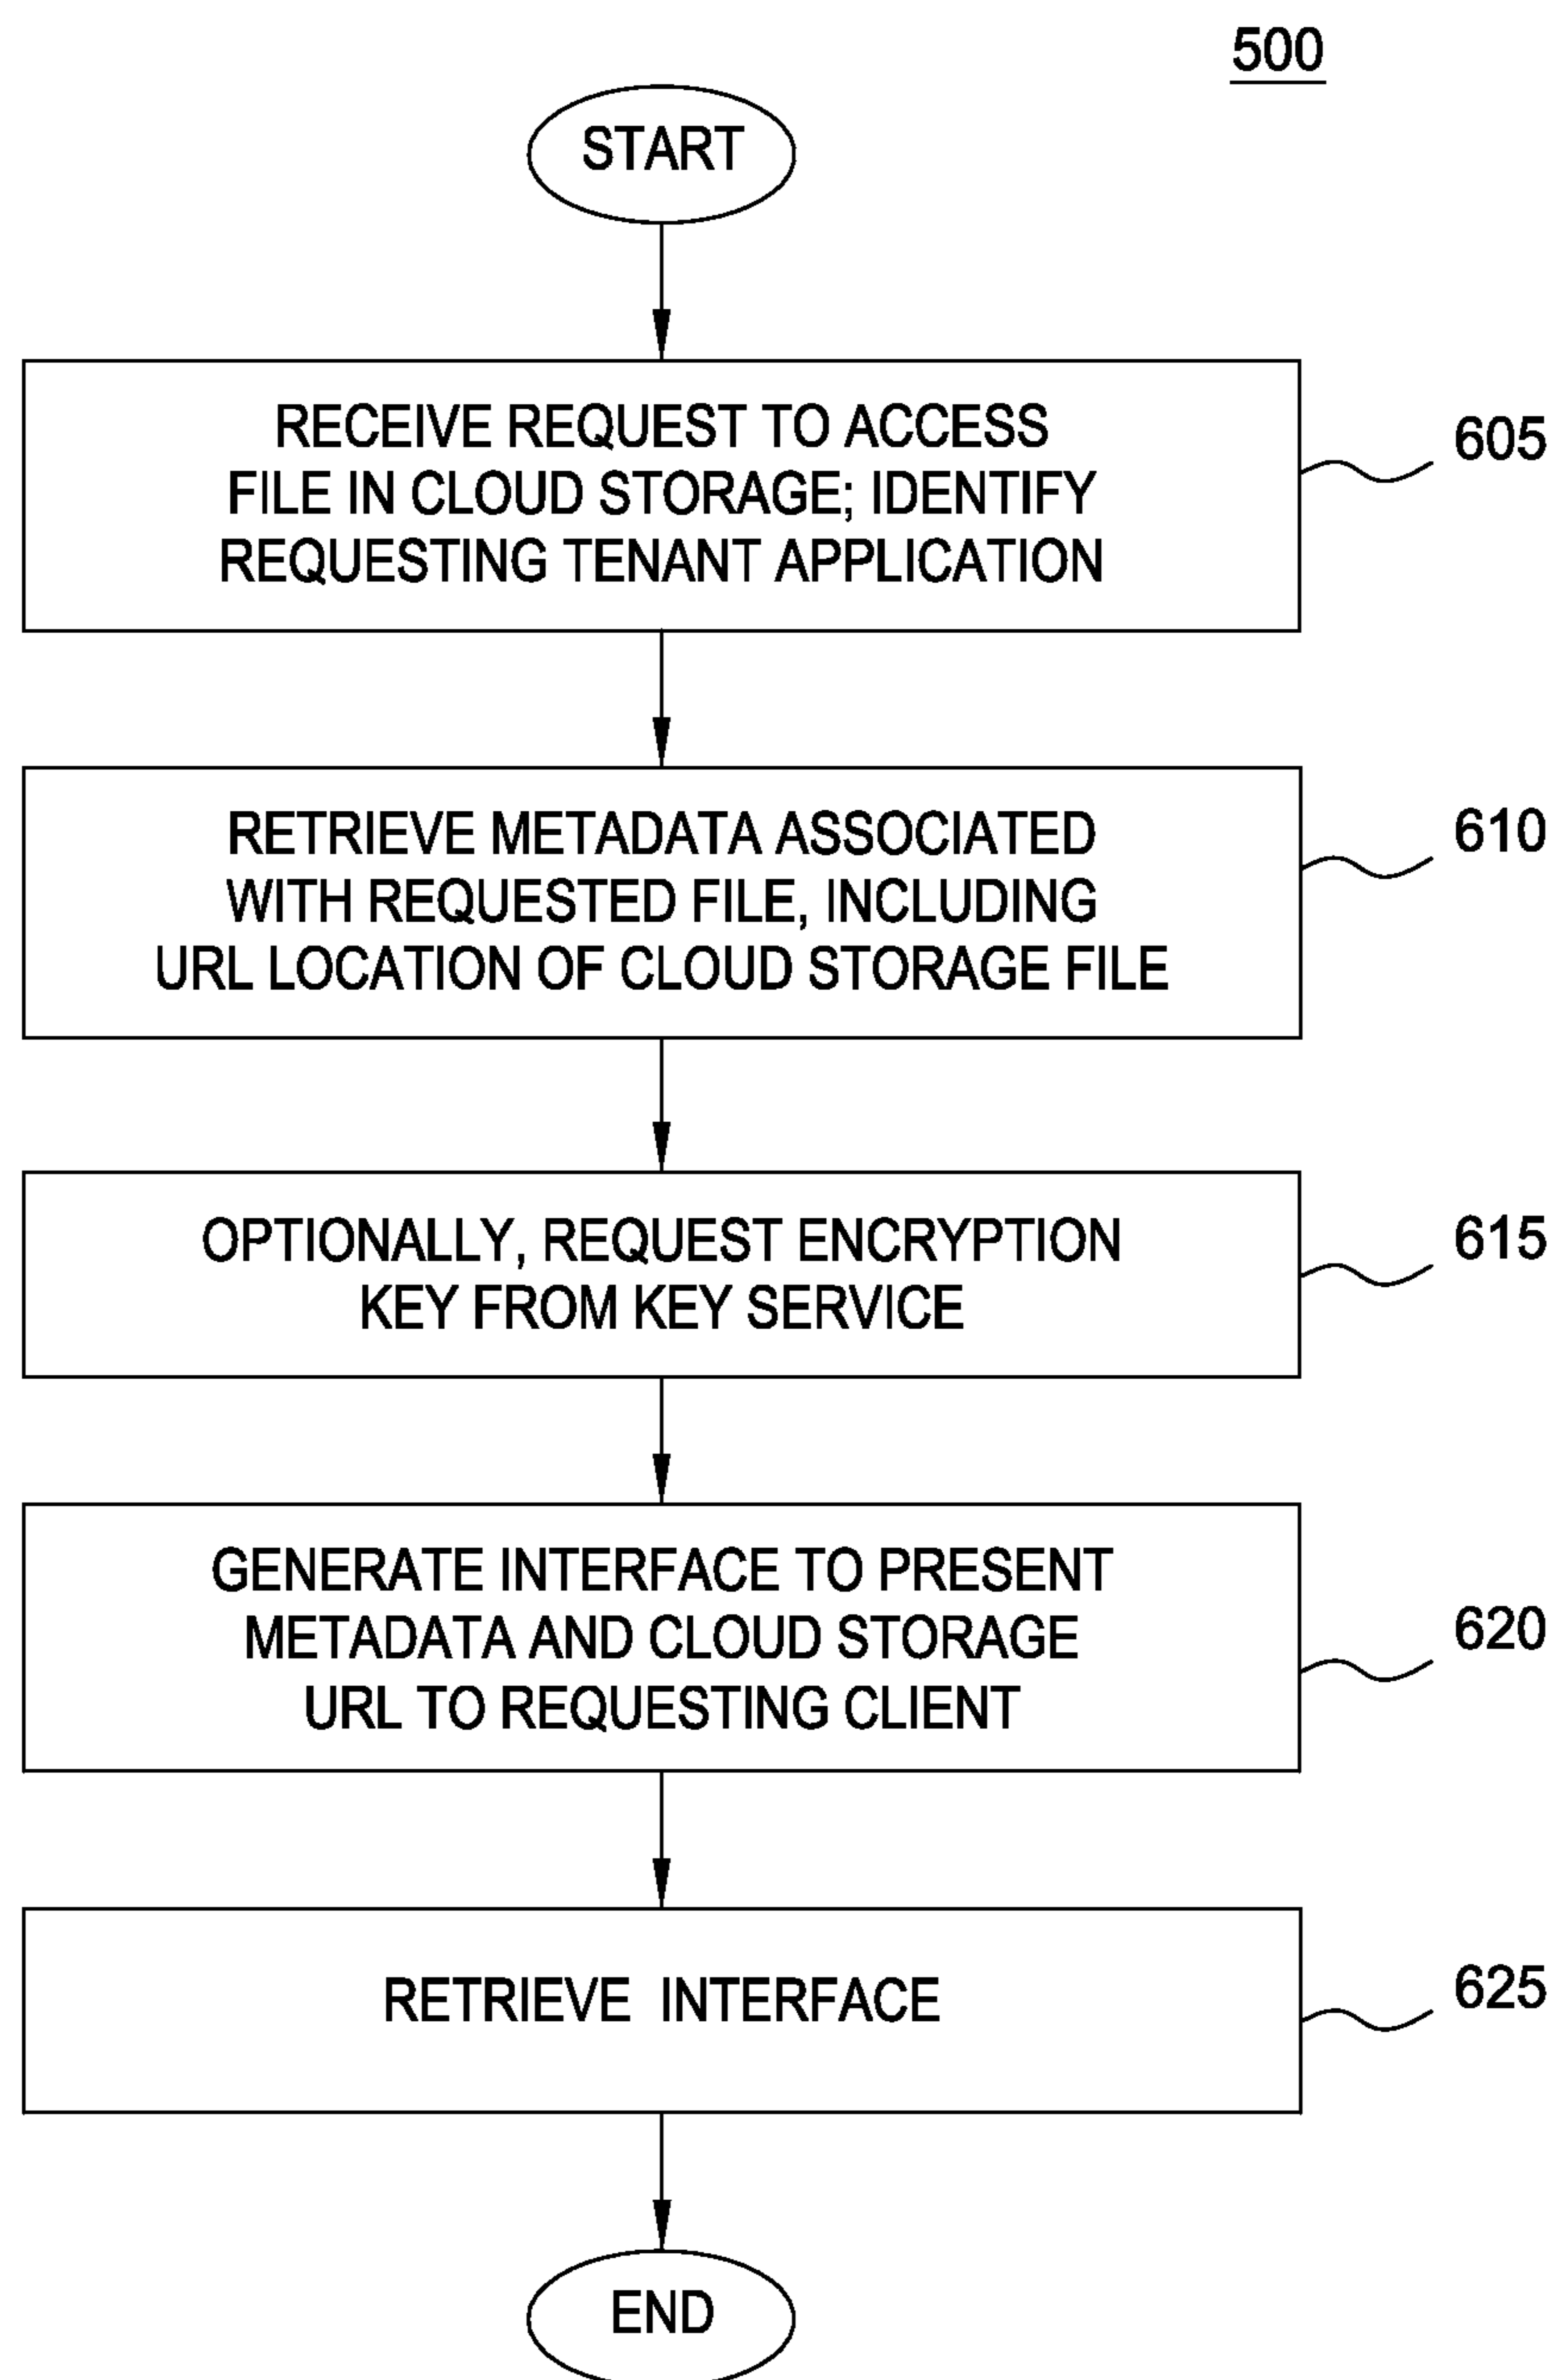 500
START
RECEIVE REQUEST TO ACCESS
FILE IN CLOUD STORAGE; IDENTIFY
REQUESTING TENANT APPLICATION
605
RETRIEVE METADATA ASSOCIATED
WITH REQUESTED FILE, INCLUDING
URL LOCATION OF CLOUD STORAGE FILE
610
OPTIONALLY, REQUEST ENCRYPTION
KEY FROM KEY SERVICE
615
GENERATE INTERFACE TO PRESENT
METADATA AND CLOUD STORAGE
URL TO REQUESTING CLIENT
620
RETRIEVE INTERFACE
625
END